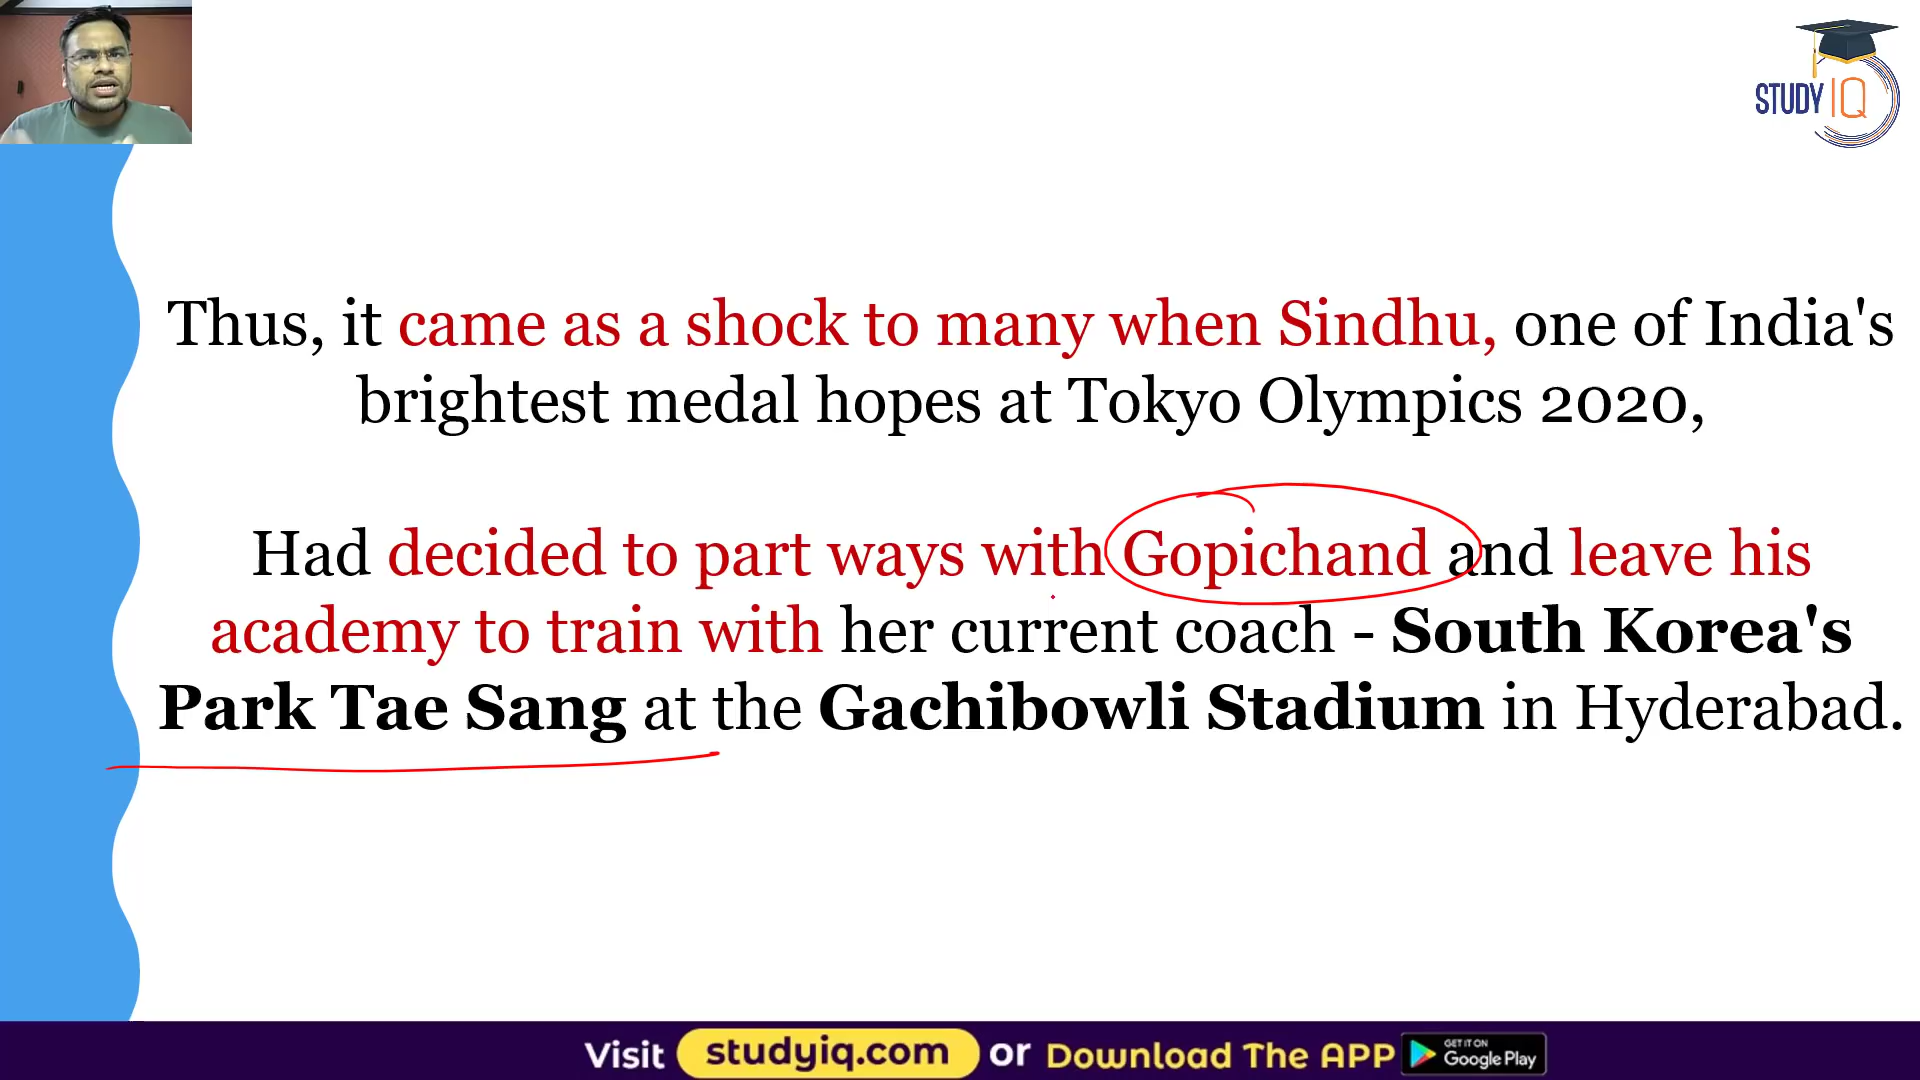 STUDY IQ
Thus, it came as a shock to many when Sindhu, one of India's
brightest medal hopes at Tokyo Olympics 2020,
Had decided to part ways with Gopichand and leave his
academy to train with her current coach - South Korea's
Park Tae Sang at the Gachibowli Stadium in Hyderabad.
Visit studyiq.com or Download The APP GET IT ON Google Play